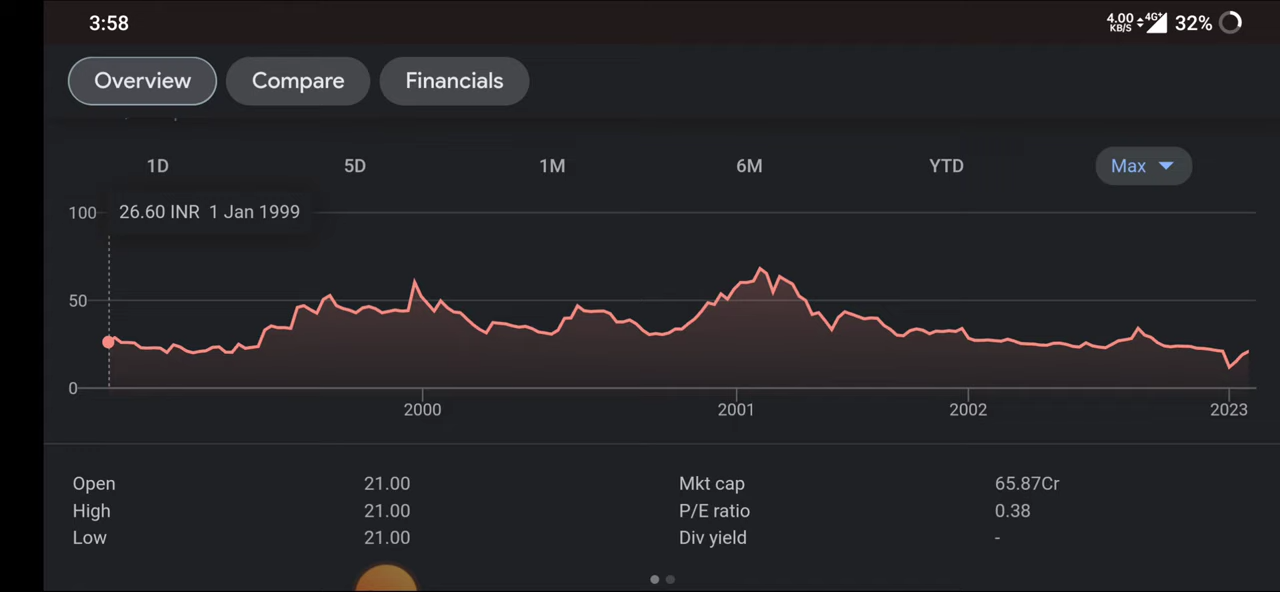 3:58 4.00 KB/S 4G+ 32%
Overview Compare Financials
1D 5D 1M 6M YTD Max
100 26.60 INR 1 Jan 1999
50
0
2000 2001 2002 2023
Open 21.00 Mkt cap 65.87Cr
High 21.00 P/E ratio 0.38
Low 21.00 Div yield -